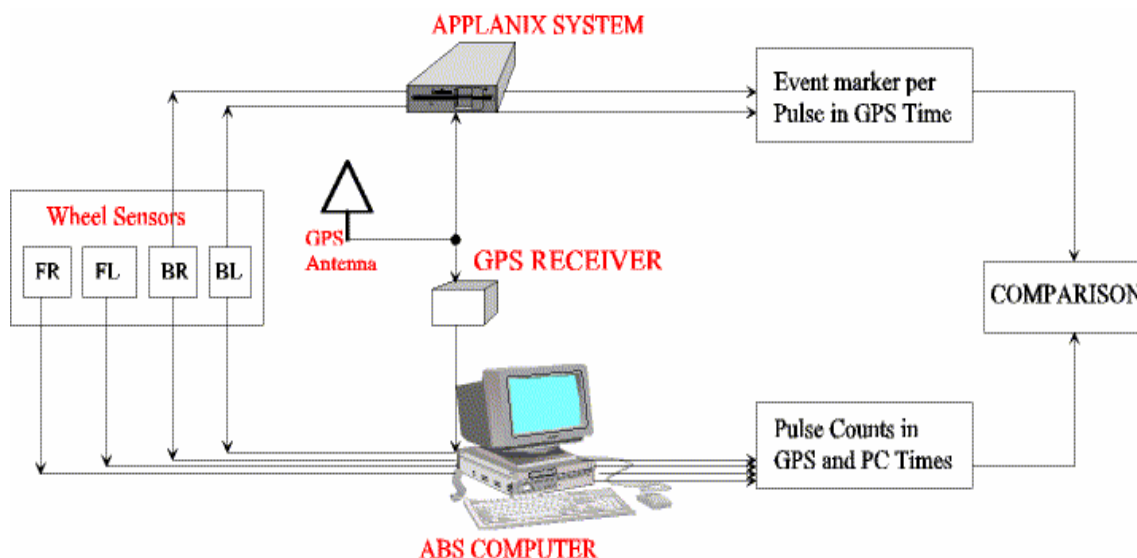 APPLANIX SYSTEM
Event marker per
Pulse in GPS Time
Wheel Sensors
FR FL BR BL
GPS
Antenna
GPS RECEIVER
COMPARISON
Pulse Counts in
GPS and PC Times
ABS COMPUTER